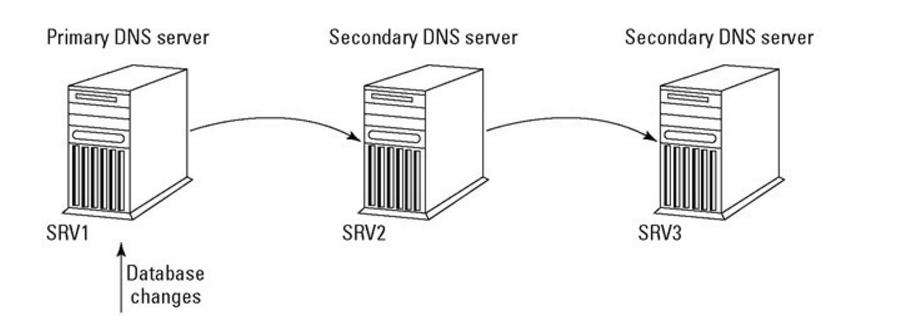 Primary DNS server
Secondary DNS server
Secondary DNS server
SRV1
SRV2
SRV3
Database
changes